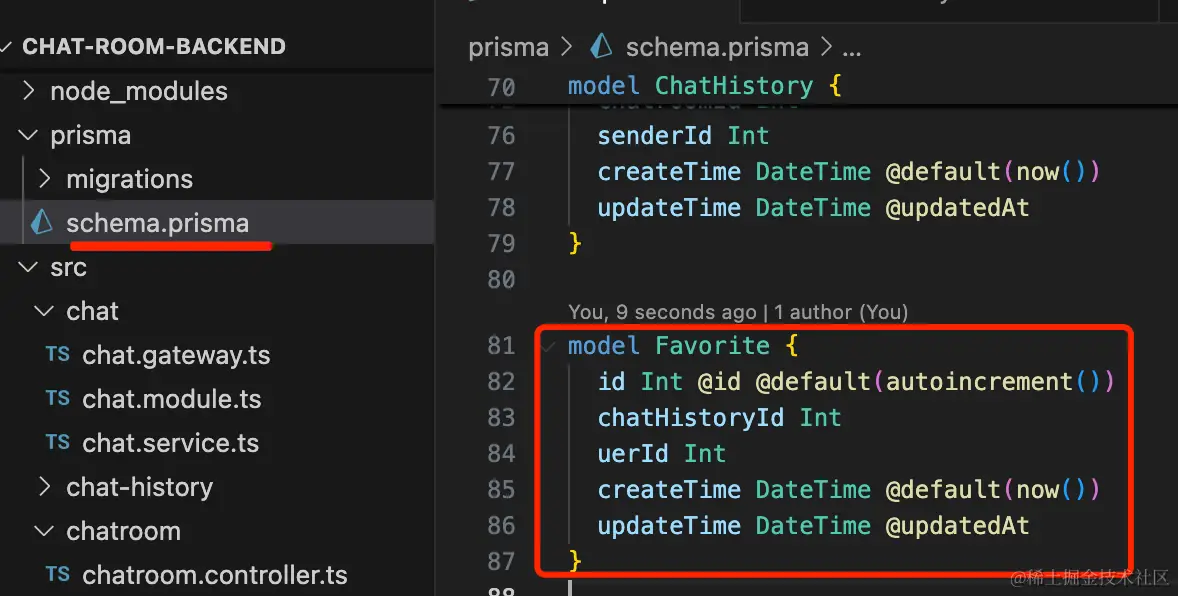 CHAT-ROOM-BACKEND
node_modules
prisma
migrations
schema.prisma
src
chat
TS chat.gateway.ts
TS chat.module.ts
TS chat.service.ts
chat-history
chatroom
TS chatroom.controller.ts
prisma > schema.prisma > ...
70 model ChatHistory {
76 senderId Int
77 createTime DateTime @default(now())
78 updateTime DateTime @updatedAt
79 }
80
You, 9 seconds ago | 1 author (You)
81 model Favorite {
82 id Int @id @default(autoincrement())
83 chatHistoryId Int
84 uerId Int
85 createTime DateTime @default(now())
86 updateTime DateTime @updatedAt
87 }
88
@稀土掘金技术社区